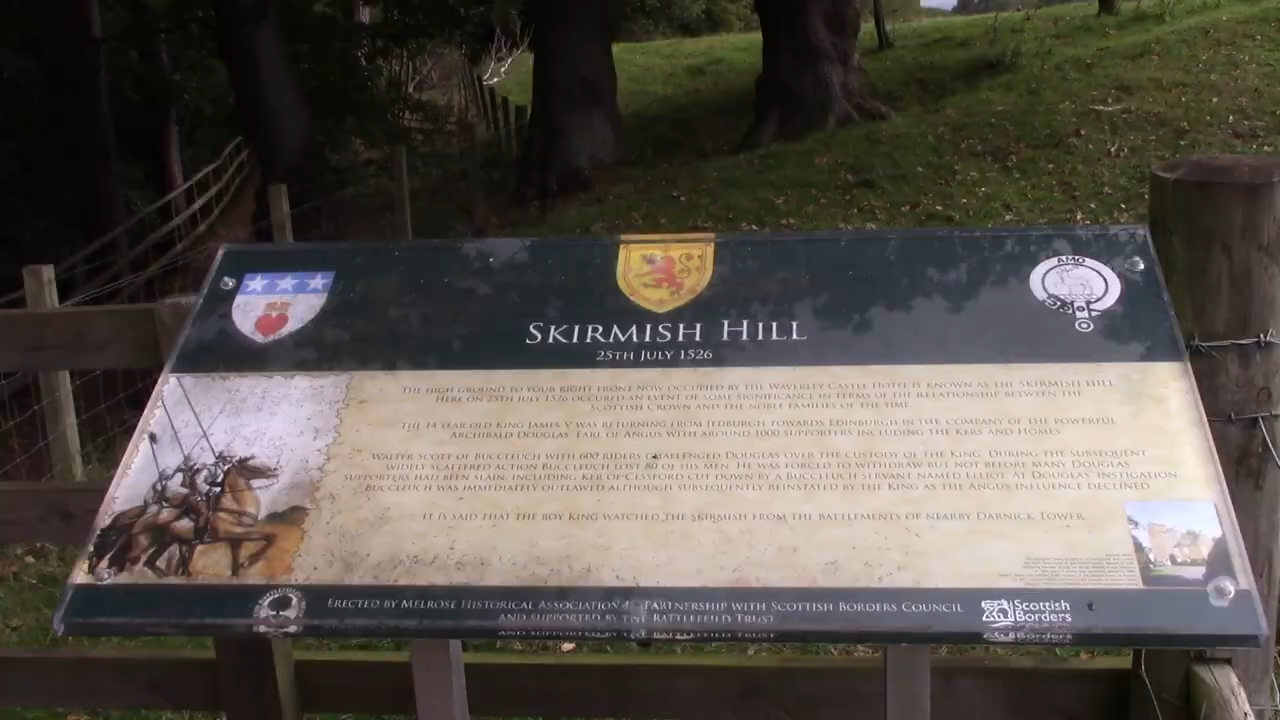 AMO
SKIRMISH HILL
25TH JULY 1526
THE HIGH GROUND TO YOUR RIGHT FRONT NOW OCCUPIED BY THE WAVERLEY CASTLE HOTEL IS KNOWN AS THE SKIRMISH HILL.
HERE ON 25TH JULY 1526 OCCURED AN EVENT OF SOME SIGNIFICANCE IN TERMS OF THE RELATIONSHIP BETWEEN THE
SCOTTISH CROWN AND THE NOBLE FAMILIES OF THE TIME.
THE 14 YEAR OLD KING JAMES V WAS RETURNING FROM JEDBURGH TOWARDS EDINBURGH IN THE COMPANY OF THE POWERFUL
ARCHIBALD DOUGLAS, EARL OF ANGUS WITH AROUND 1000 SUPPORTERS INCLUDING THE KERS AND HOMES.
WALTER SCOTT OF BUCCLEUCH WITH 600 RIDERS CHALLENGED DOUGLAS OVER THE CUSTODY OF THE KING. DURING THE SUBSEQUENT
WIDELY SCATTERED ACTION BUCCLEUCH LOST 80 OF HIS MEN. HE WAS FORCED TO WITHDRAW BUT NOT BEFORE MANY DOUGLAS
SUPPORTERS HAD BEEN SLAIN, INCLUDING KER OF CESSFORD CUT DOWN BY A BUCCLEUCH SERVANT NAMED ELLIOT. AT DOUGLAS' INSTIGATION
BUCCLEUCH WAS IMMEDIATELY OUTLAWED ALTHOUGH SUBSEQUENTLY REINSTATED BY THE KING AS THE ANGUS INFLUENCE DECLINED.
IT IS SAID THAT THE BOY KING WATCHED THE SKIRMISH FROM THE BATTLEMENTS OF NEARBY DARNICK TOWER.
ERECTED BY MELROSE HISTORICAL ASSOCIATION IN PARTNERSHIP WITH SCOTTISH BORDERS COUNCIL
AND SUPPORTED BY THE BATTLEFEILD TRUST
Scottish
Borders